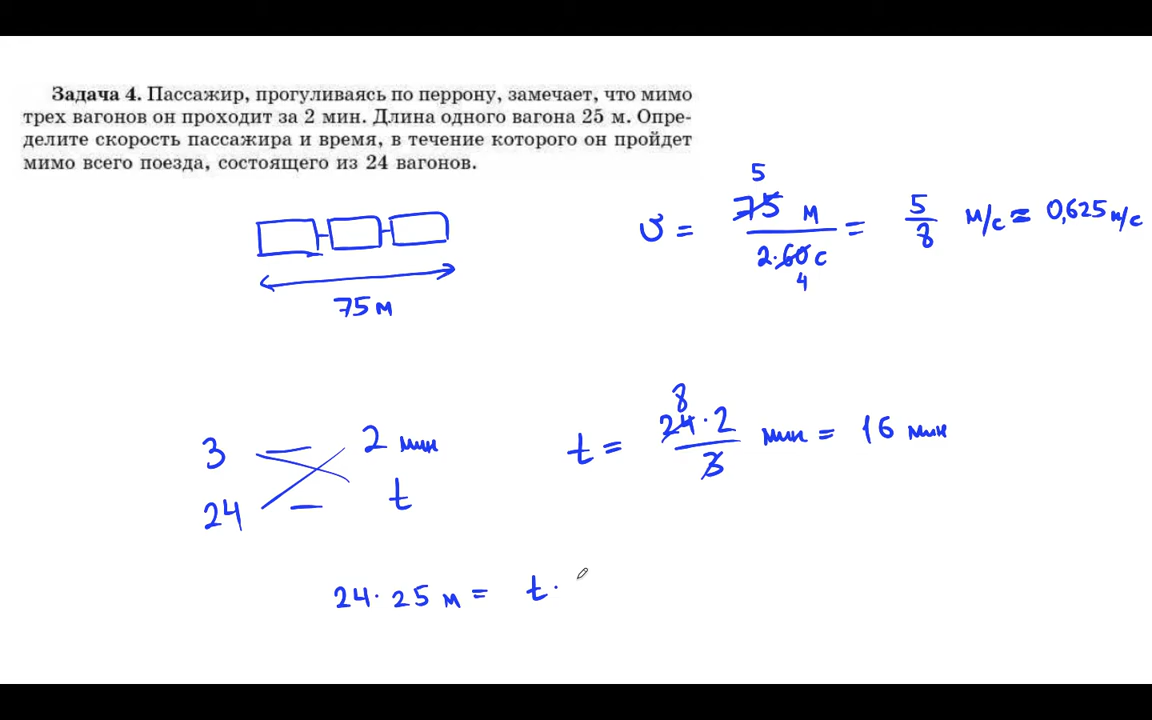 Задача 4. Пассажир, прогуливаясь по перрону, замечает, что мимо
трех вагонов он проходит за 2 мин. Длина одного вагона 25 м. Опре-
делите скорость пассажира и время, в течение которого он пройдет
мимо всего поезда, состоящего из 24 вагонов.
5
υ = 75 м / 2·60 с = 5/8 м/с ≈ 0,625 м/с
4
75 м
8
3 — 2 мин
24 — t
t = 24·2 / 3 мин = 16 мин
24·25 м = t·